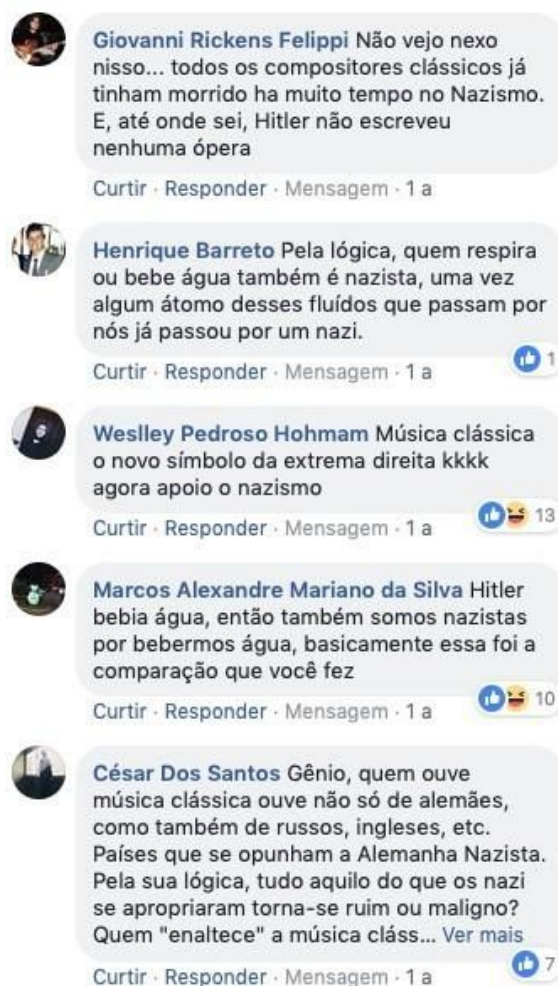 Giovanni Rickens Felippi Não vejo nexo
nisso... todos os compositores clássicos já
tinham morrido ha muito tempo no Nazismo.
E, até onde sei, Hitler não escreveu
nenhuma ópera
Curtir · Responder · Mensagem · 1 a
Henrique Barreto Pela lógica, quem respira
ou bebe água também é nazista, uma vez
algum átomo desses fluídos que passam por
nós já passou por um nazi.
1
Curtir · Responder · Mensagem · 1 a
Weslley Pedroso Hohmam Música clássica
o novo símbolo da extrema direita kkkk
agora apoio o nazismo
13
Curtir · Responder · Mensagem · 1 a
Marcos Alexandre Mariano da Silva Hitler
bebia água, então também somos nazistas
por bebermos água, basicamente essa foi a
comparação que você fez
10
Curtir · Responder · Mensagem · 1 a
César Dos Santos Gênio, quem ouve
música clássica ouve não só de alemães,
como também de russos, ingleses, etc.
Países que se opunham a Alemanha Nazista.
Pela sua lógica, tudo aquilo do que os nazi
se apropriaram torna-se ruim ou maligno?
Quem "enaltece" a música cláss... Ver mais
7
Curtir · Responder · Mensagem · 1 a